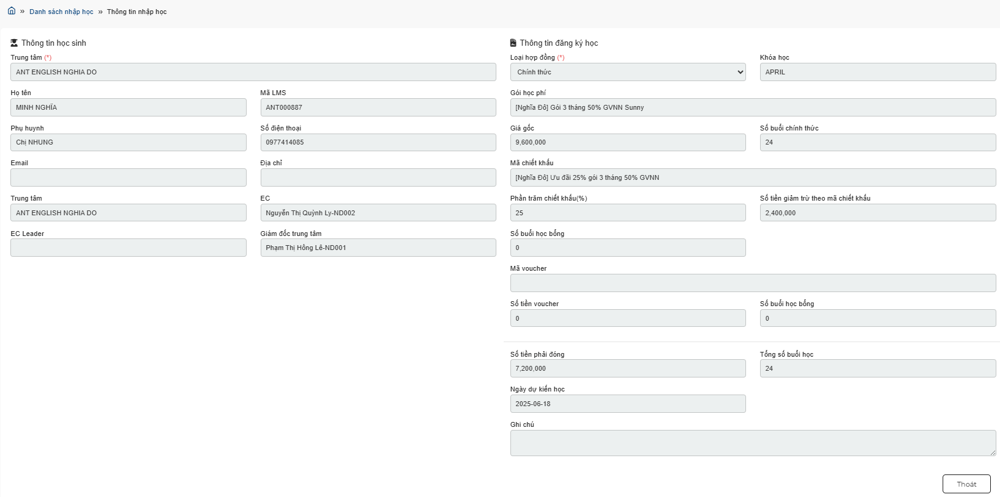 » Danh sách nhập học » Thông tin nhập học
Thông tin học sinh
Trung tâm (*)
ANT ENGLISH NGHIA DO
Họ tên
Mã LMS
MINH NGHĨA
ANT000887
Phụ huynh
Số điện thoại
Chị NHUNG
0977414085
Email
Địa chỉ
Trung tâm
EC
ANT ENGLISH NGHIA DO
Nguyễn Thị Quỳnh Ly-ND002
EC Leader
Giám đốc trung tâm
Phạm Thị Hồng Lê-ND001
Thông tin đăng ký học
Loại hợp đồng (*)
Khóa học
Chính thức
APRIL
Gói học phí
[Nghĩa Đô] Gói 3 tháng 50% GVNN Sunny
Giá gốc
Số buổi chính thức
9,600,000
24
Mã chiết khấu
[Nghĩa Đô] Ưu đãi 25% gói 3 tháng 50% GVNN
Phần trăm chiết khấu(%)
Số tiền giảm trừ theo mã chiết khấu
25
2,400,000
Số buổi học bổng
0
Mã voucher
Số tiền voucher
Số buổi học bổng
0
0
Số tiền phải đóng
Tổng số buổi học
7,200,000
24
Ngày dự kiến học
2025-06-18
Ghi chú
Thoát